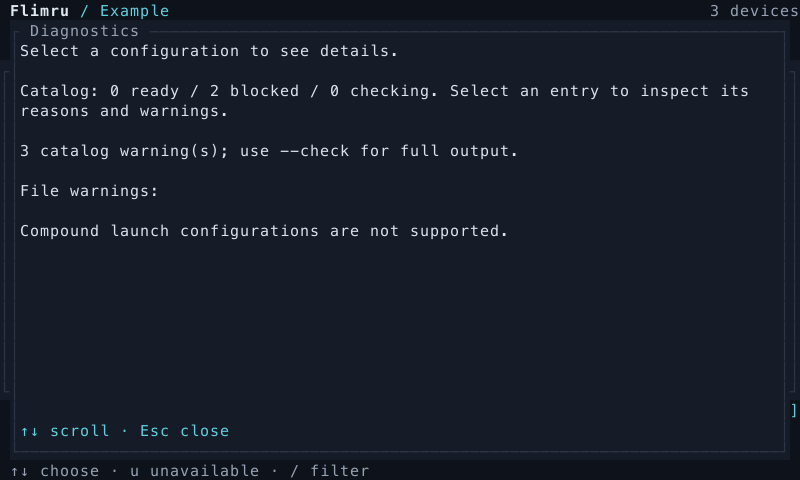 Flimru / Example 3 devices
Diagnostics
Select a configuration to see details.
Catalog: 0 ready / 2 blocked / 0 checking. Select an entry to inspect its
reasons and warnings.
3 catalog warning(s); use --check for full output.
File warnings:
Compound launch configurations are not supported.
]
↑↓ scroll · Esc close
↑↓ choose · u unavailable · / filter